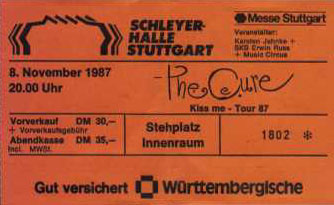 SCHLEYER-
HALLE
STUTTGART
Messe Stuttgart
Veranstalter:
Karsten Jahnke +
SKS Erwin Russ
+ Music Circus
8. November 1987
20.00 Uhr
The Cure
Kiss me - Tour 87
Vorverkauf DM 30,—
+ Vorverkaufsgebühr
Abendkasse DM 35,—
Incl. MWSt.
Stehplatz
Innenraum
1802 *
Gut versichert Württembergische